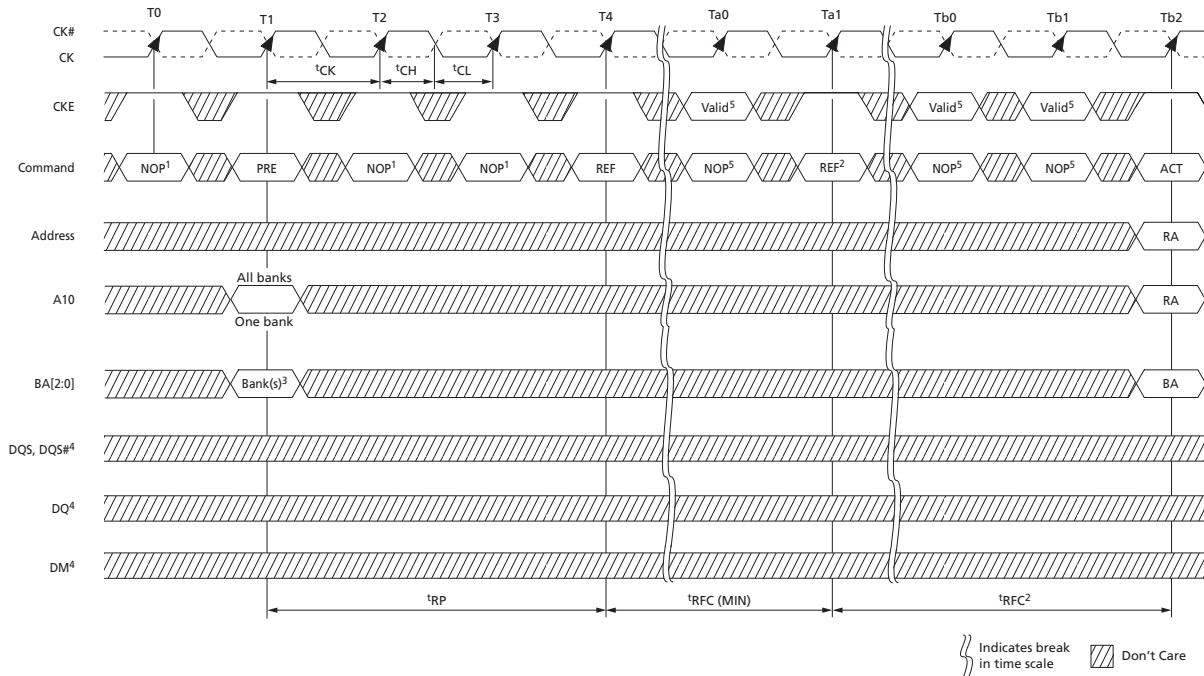 T0 T1 T2 T3 T4 Ta0 Ta1 Tb0 Tb1 Tb2
CK#
CK
tCK tCH tCL
CKE Valid5 Valid5 Valid5
Command NOP1 PRE NOP1 NOP1 REF NOP5 REF2 NOP5 NOP5 ACT
Address RA
All banks
A10 RA
One bank
BA[2:0] Bank(s)3 BA
DQS, DQS#4
DQ4
DM4
tRP tRFC (MIN) tRFC2
Indicates break
in time scale
Don't Care